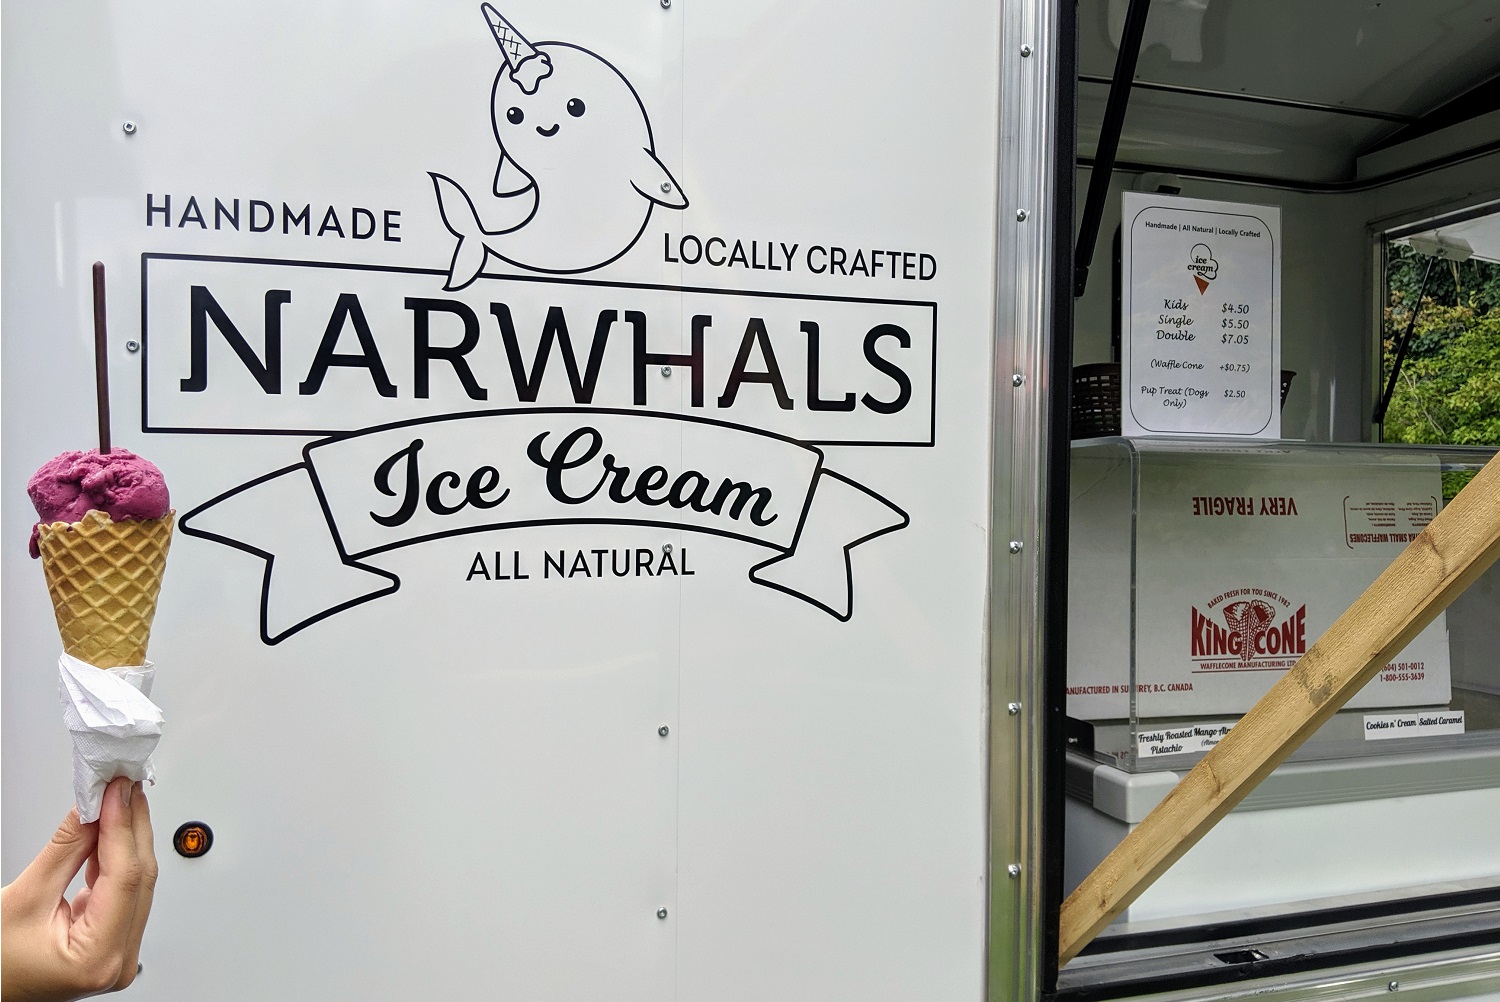 HANDMADE
LOCALLY CRAFTED
NARWHALS
Ice Cream
ALL NATURAL
Handmade | All Natural | Locally Crafted
ice
cream
Kids $4.50
Single $5.50
Double $7.05
(Waffle Cone +$0.75)
Pup Treat (Dogs $2.50
Only)
VERY FRAGILE
SMALL WAFFLECONES
BAKED FRESH FOR YOU SINCE 1982
KING CONE
WAFFLECONE MANUFACTURING LTD.
(604) 501-0012
1-800-555-3639
MANUFACTURED IN SURREY, B.C. CANADA
Freshly Roasted
Pistachio
Mango
Cookies n' Cream
Salted Caramel